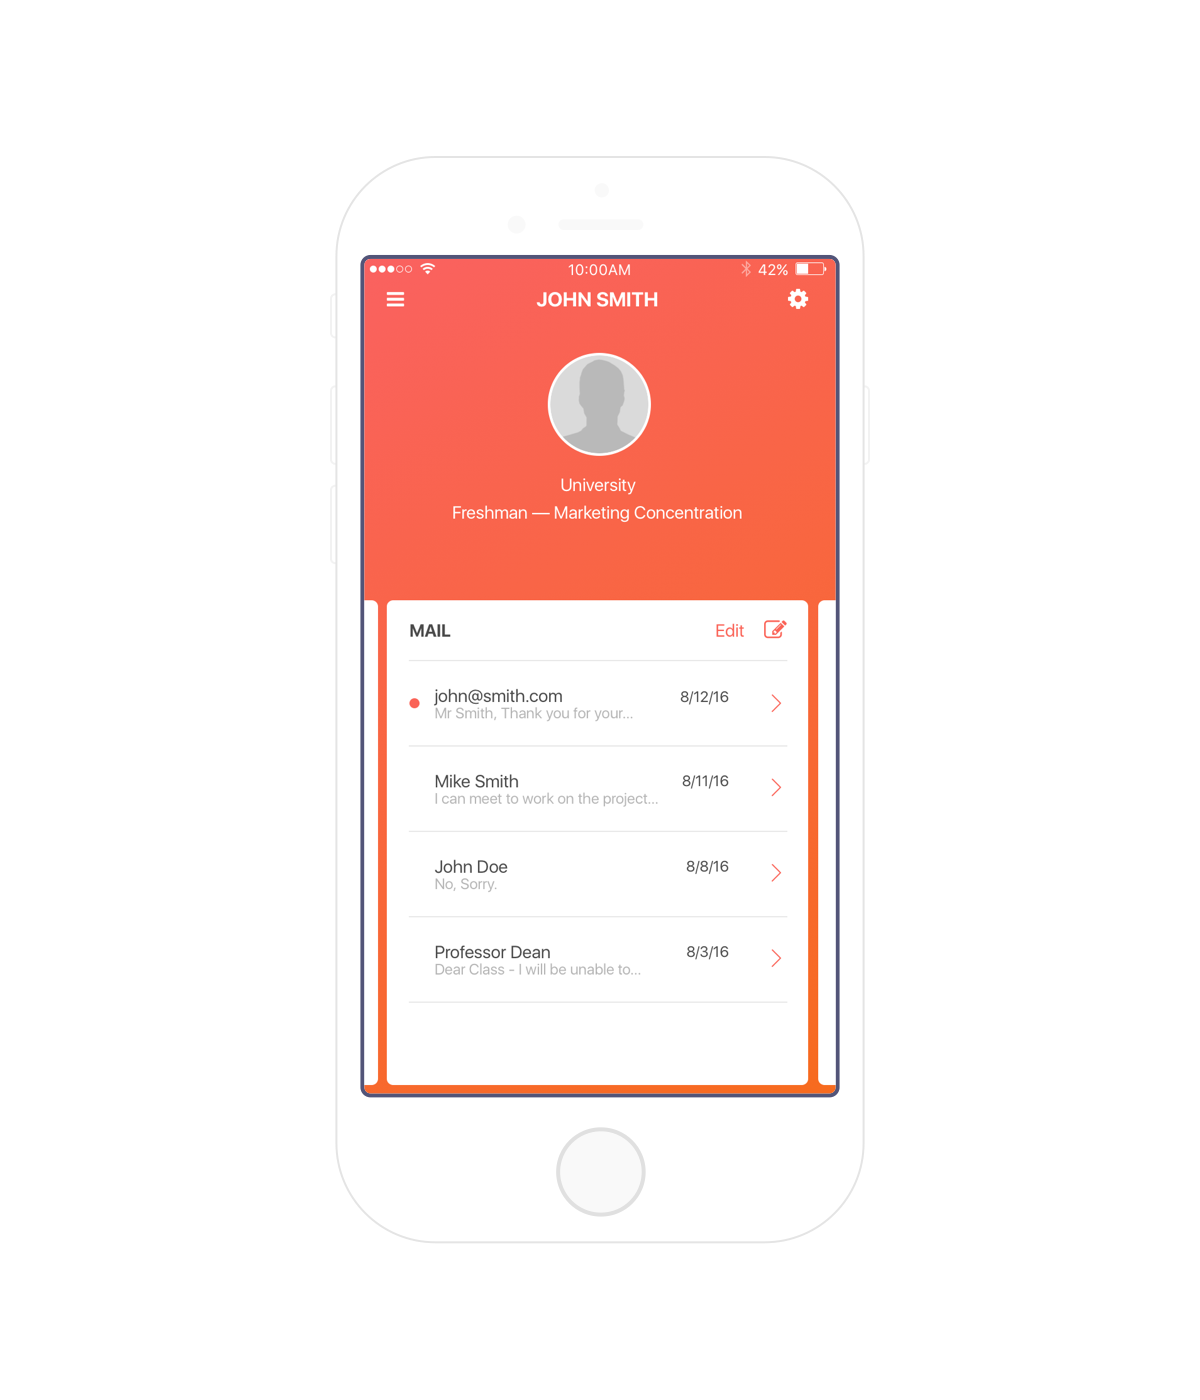 10:00AM
42%
JOHN SMITH
University
Freshman — Marketing Concentration
MAIL
Edit
john@smith.com
8/12/16
Mr Smith, Thank you for your...
Mike Smith
8/11/16
I can meet to work on the project...
John Doe
8/8/16
No, Sorry.
Professor Dean
8/3/16
Dear Class - I will be unable to...